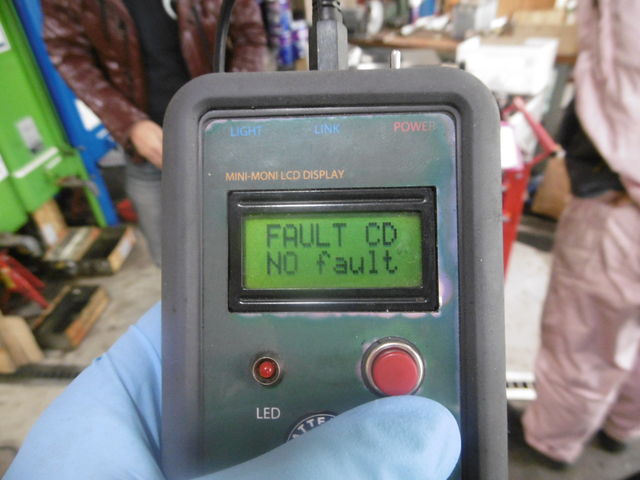 LIGHT LINK POWER
MINI-MONI LCD DISPLAY
FAULT CD
NO fault
LED